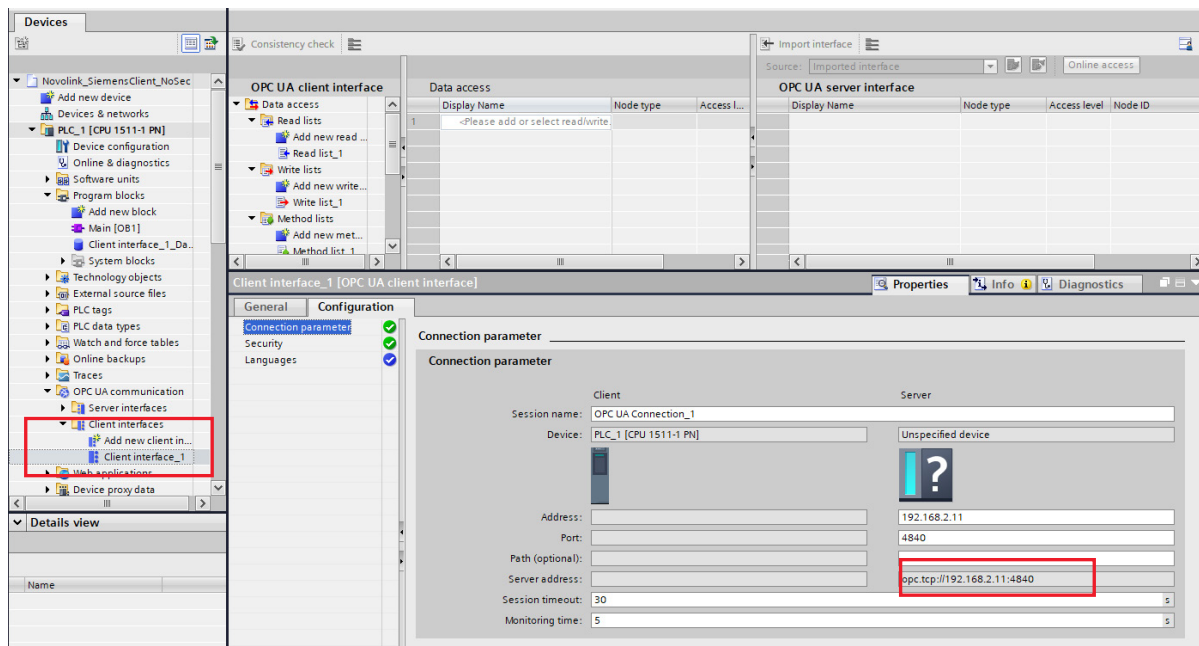 Devices
Novolink_SiemensClient_NoSec
Add new device
Devices & networks
PLC_1 [CPU 1511-1 PN]
Device configuration
Online & diagnostics
Software units
Program blocks
Add new block
Main [OB1]
Client interface_1_Da..
System blocks
Technology objects
External source files
PLC tags
PLC data types
Watch and force tables
Online backups
Traces
OPC UA communication
Server interfaces
Client interfaces
Add new client in...
Client interface_1
Web applications
Device proxy data
Details view
Name
Consistency check
OPC UA client interface
Data access
Read lists
Add new read ...
Read list_1
Write lists
Add new write...
Write list_1
Method lists
Add new met...
Method list_1
Data access
Display Name Node type Access l...
1 <Please add or select read/write
Import interface
Source: Imported interface Online access
OPC UA server interface
Display Name Node type Access level Node ID
Client interface_1 [OPC UA client interface]
Properties Info Diagnostics
General Configuration
Connection parameter
Security
Languages
Connection parameter
Connection parameter
Client Server
Session name: OPC UA Connection_1
Device: PLC_1 [CPU 1511-1 PN] Unspecified device
?
Address: 192.168.2.11
Port: 4840
Path (optional):
Server address: opc.tcp://192.168.2.11:4840
Session timeout: 30 s
Monitoring time: 5 s